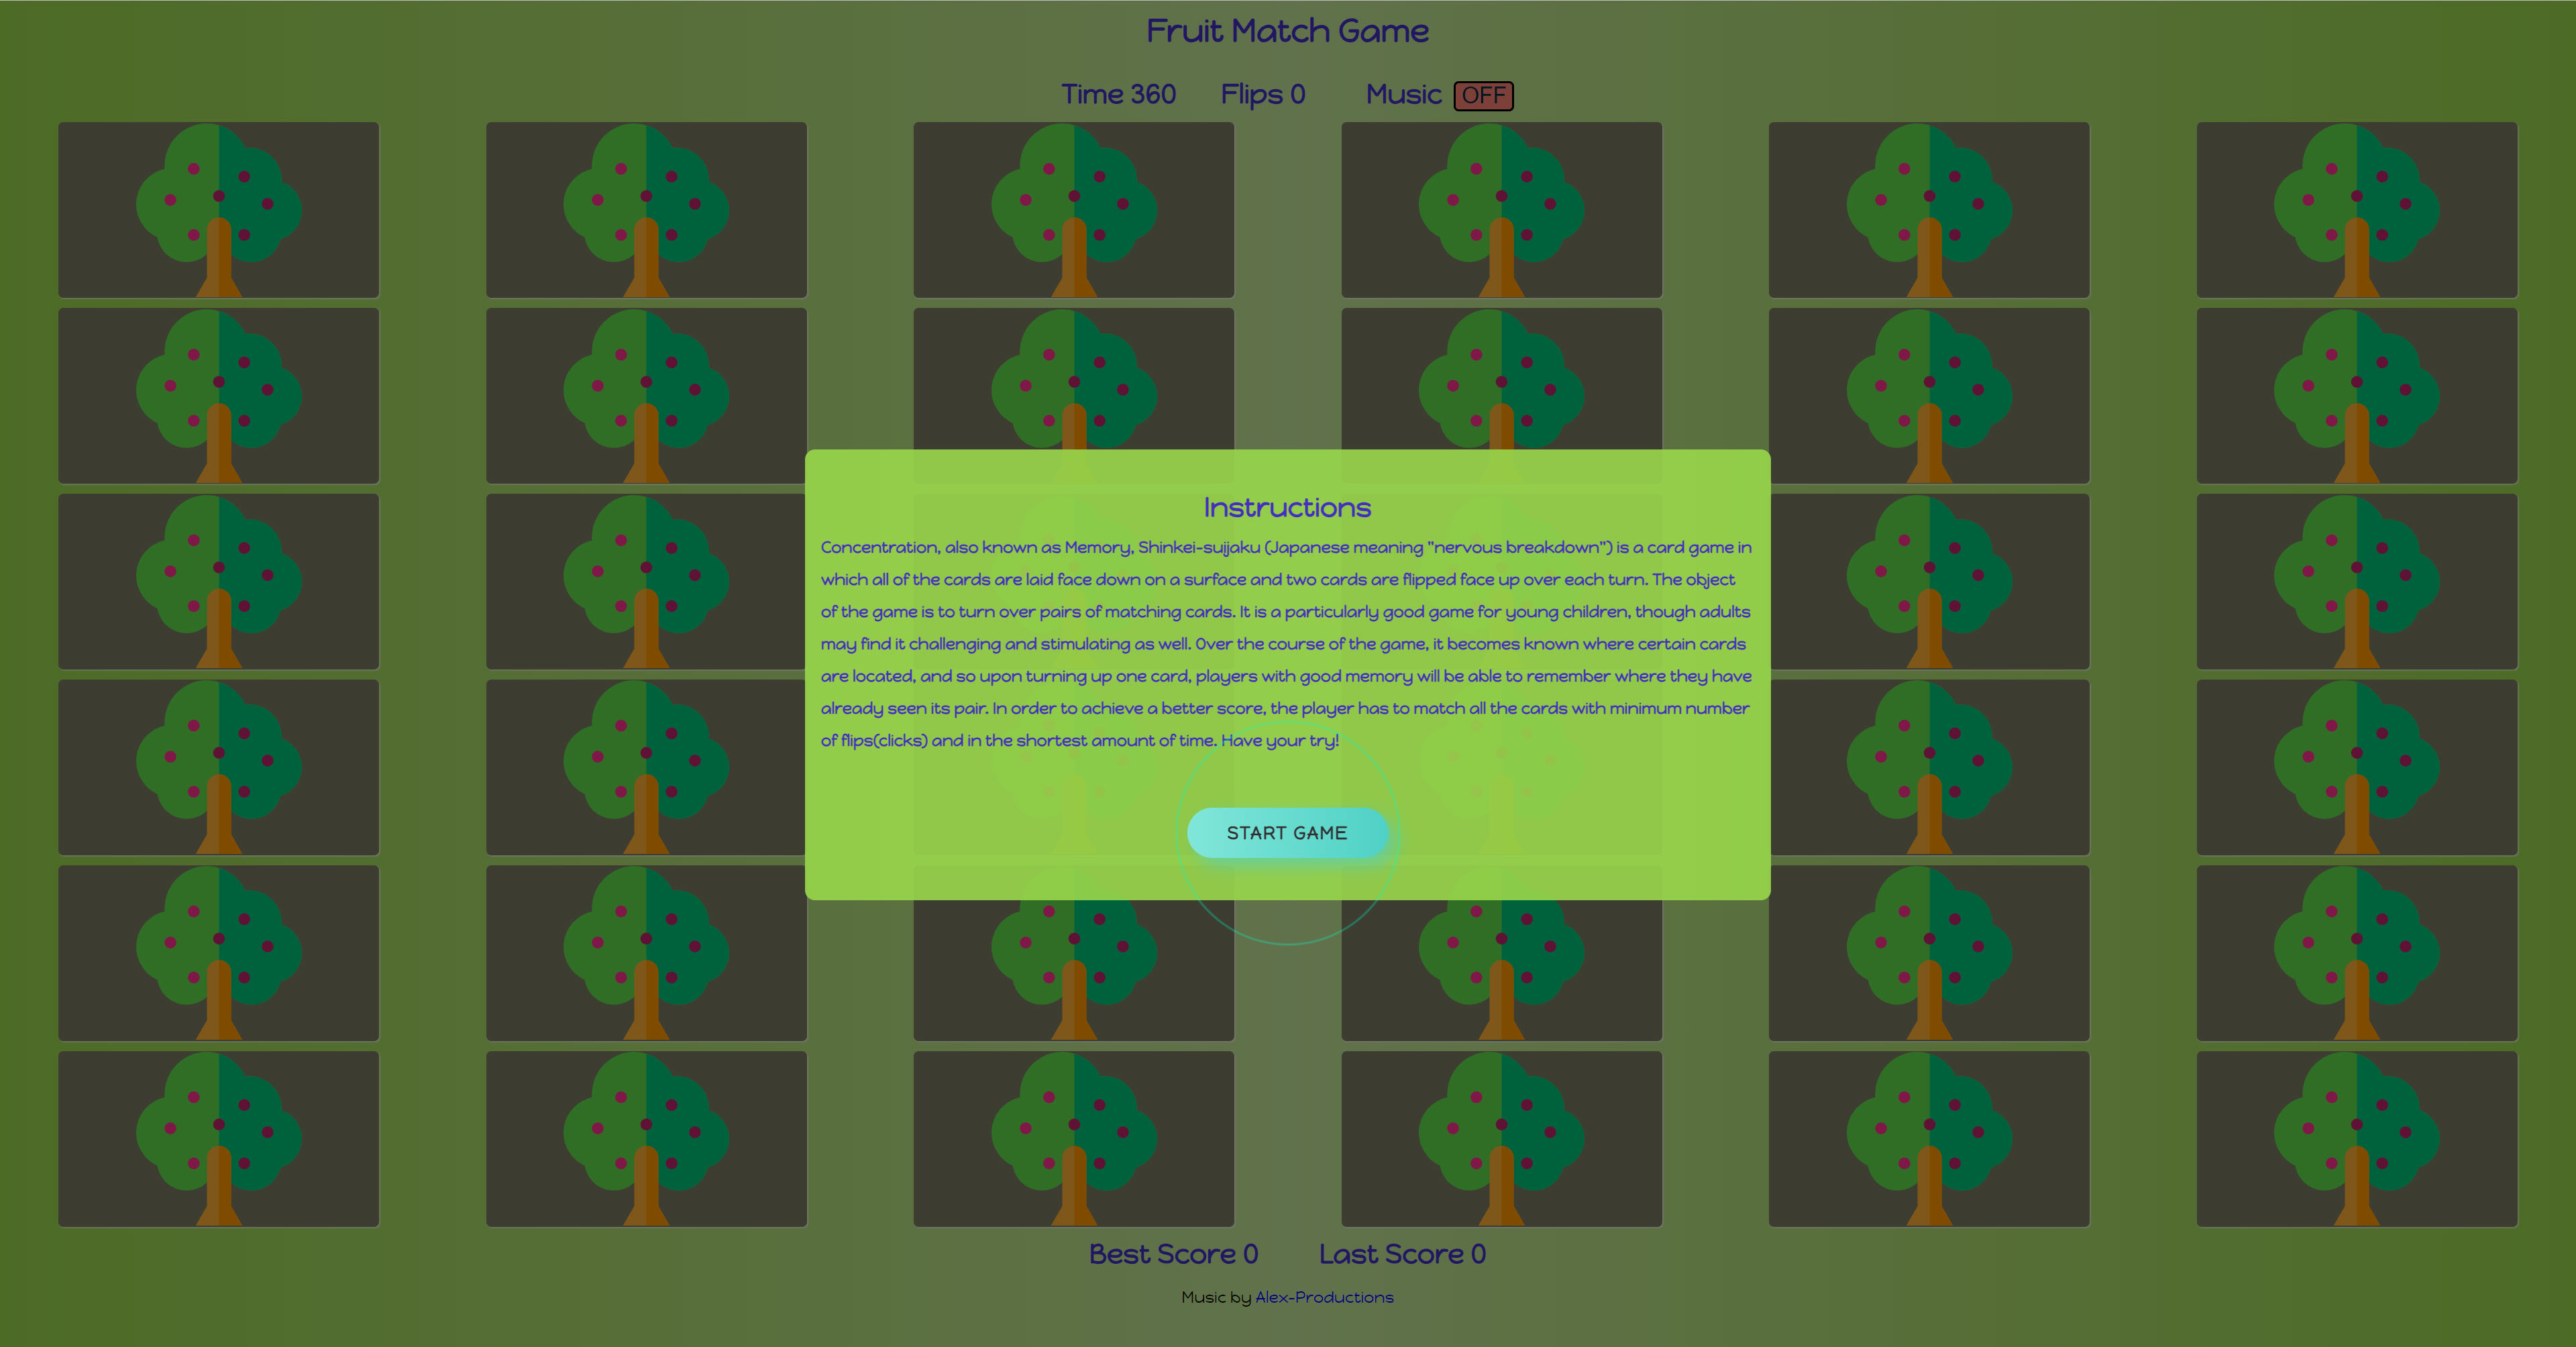 Fruit Match Game
Time 360 Flips 0 Music OFF
Instructions
Concentration, also known as Memory, Shinkei-suijaku (Japanese meaning "nervous breakdown") is a card game in
which all of the cards are laid face down on a surface and two cards are flipped face up over each turn. The object
of the game is to turn over pairs of matching cards. It is a particularly good game for young children, though adults
may find it challenging and stimulating as well. Over the course of the game, it becomes known where certain cards
are located, and so upon turning up one card, players with good memory will be able to remember where they have
already seen its pair. In order to achieve a better score, the player has to match all the cards with minimum number
of flips(clicks) and in the shortest amount of time. Have your try!
START GAME
Best Score 0 Last Score 0
Music by Alex-Productions